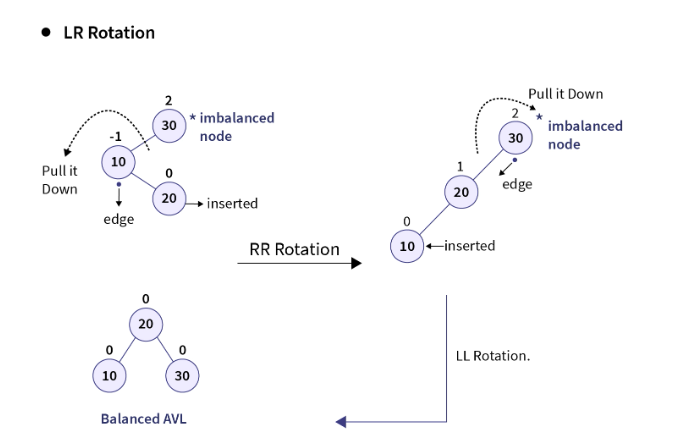 ● LR Rotation
2
30
* imbalanced
node
-1
10
Pull it
Down
0
20
inserted
edge
RR Rotation
Pull it Down
2
*
30
imbalanced
node
1
20
edge
0
10
inserted
LL Rotation.
0
20
0
10
0
30
Balanced AVL